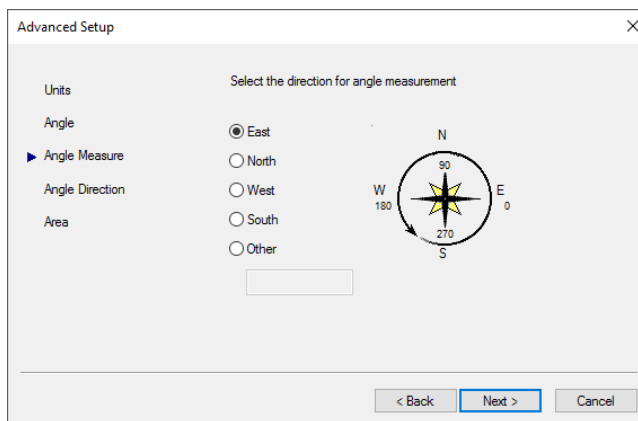 Advanced Setup
Select the direction for angle measurement
Units
Angle
Angle Measure
Angle Direction
Area
East
North
West
South
Other
N
90
W
180
E
0
270
S
< Back
Next >
Cancel